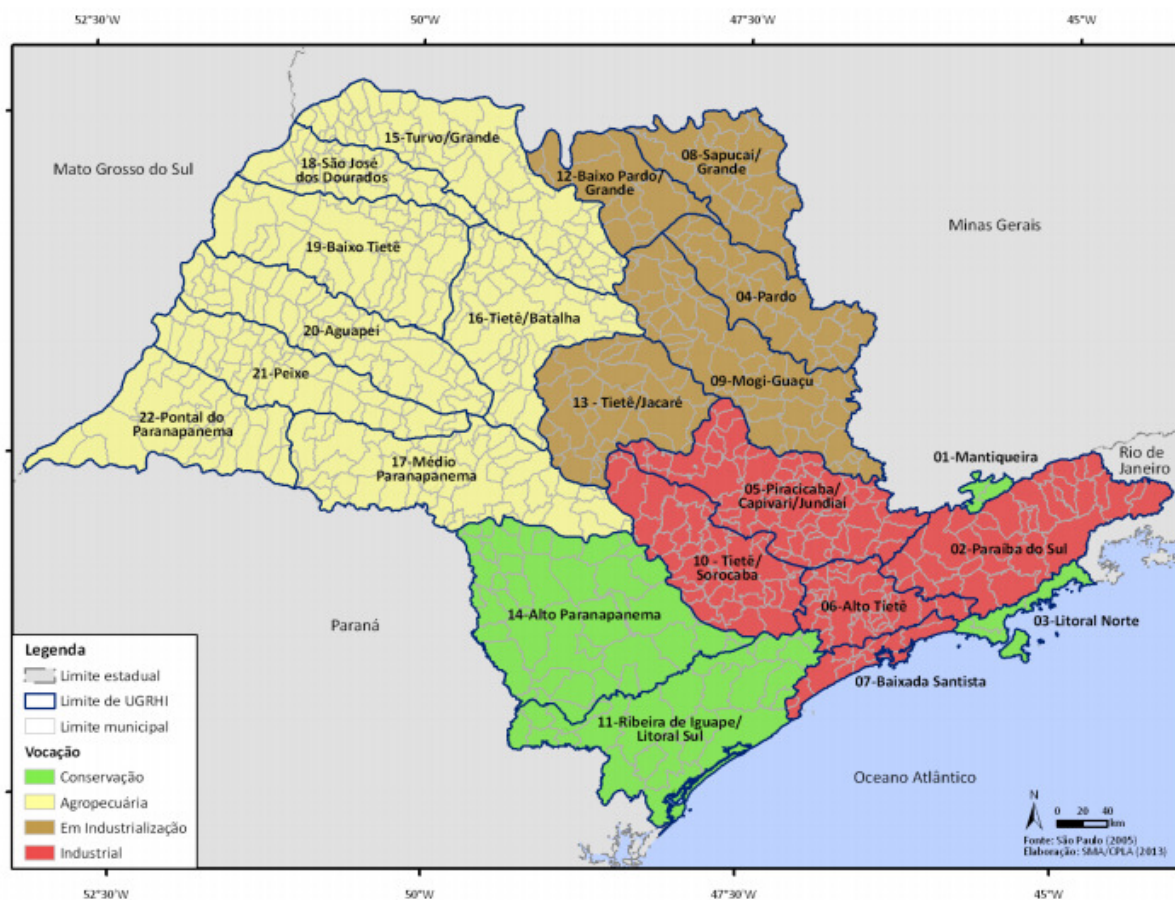 52°30'W
50°W
47°30'W
45°W
Mato Grosso do Sul
Minas Gerais
15-Turvo/Grande
18-São José
dos Dourados
12-Baixo Pardo/
Grande
08-Sapucaí/
Grande
19-Baixo Tietê
04-Pardo
16-Tietê/Batalha
20-Aguapeí
21-Peixe
09-Mogi-Guaçu
13 - Tietê/Jacaré
22-Pontal do
Paranapanema
17-Médio
Paranapanema
01-Mantiqueira
Rio de
Janeiro
05-Piracicaba/
Capivari/Jundiaí
02-Paraíba do Sul
10 - Tietê/
Sorocaba
06-Alto Tietê
14-Alto Paranapanema
03-Litoral Norte
Paraná
07-Baixada Santista
11-Ribeira de Iguape/
Litoral Sul
Oceano Atlântico
Legenda
Limite estadual
Limite de UGRHI
Limite municipal
Vocação
Conservação
Agropecuária
Em Industrialização
Industrial
N
0 20 40
km
Fonte: São Paulo (2005)
Elaboração: SMA/CPLA (2013)
52°30'W
50°W
47°30'W
45°W